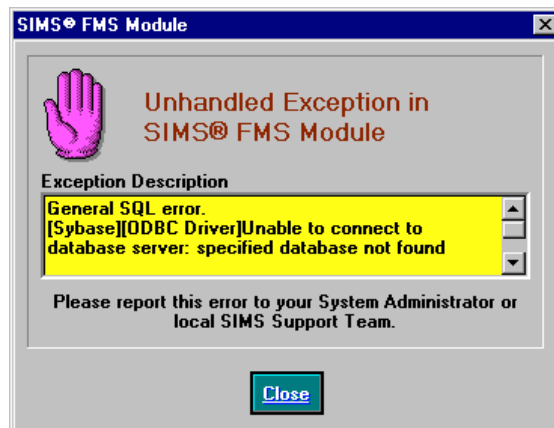 SIMS® FMS Module
Unhandled Exception in
SIMS® FMS Module
Exception Description
General SQL error.
[Sybase][ODBC Driver]Unable to connect to
database server: specified database not found
Please report this error to your System Administrator or
local SIMS Support Team.
Close